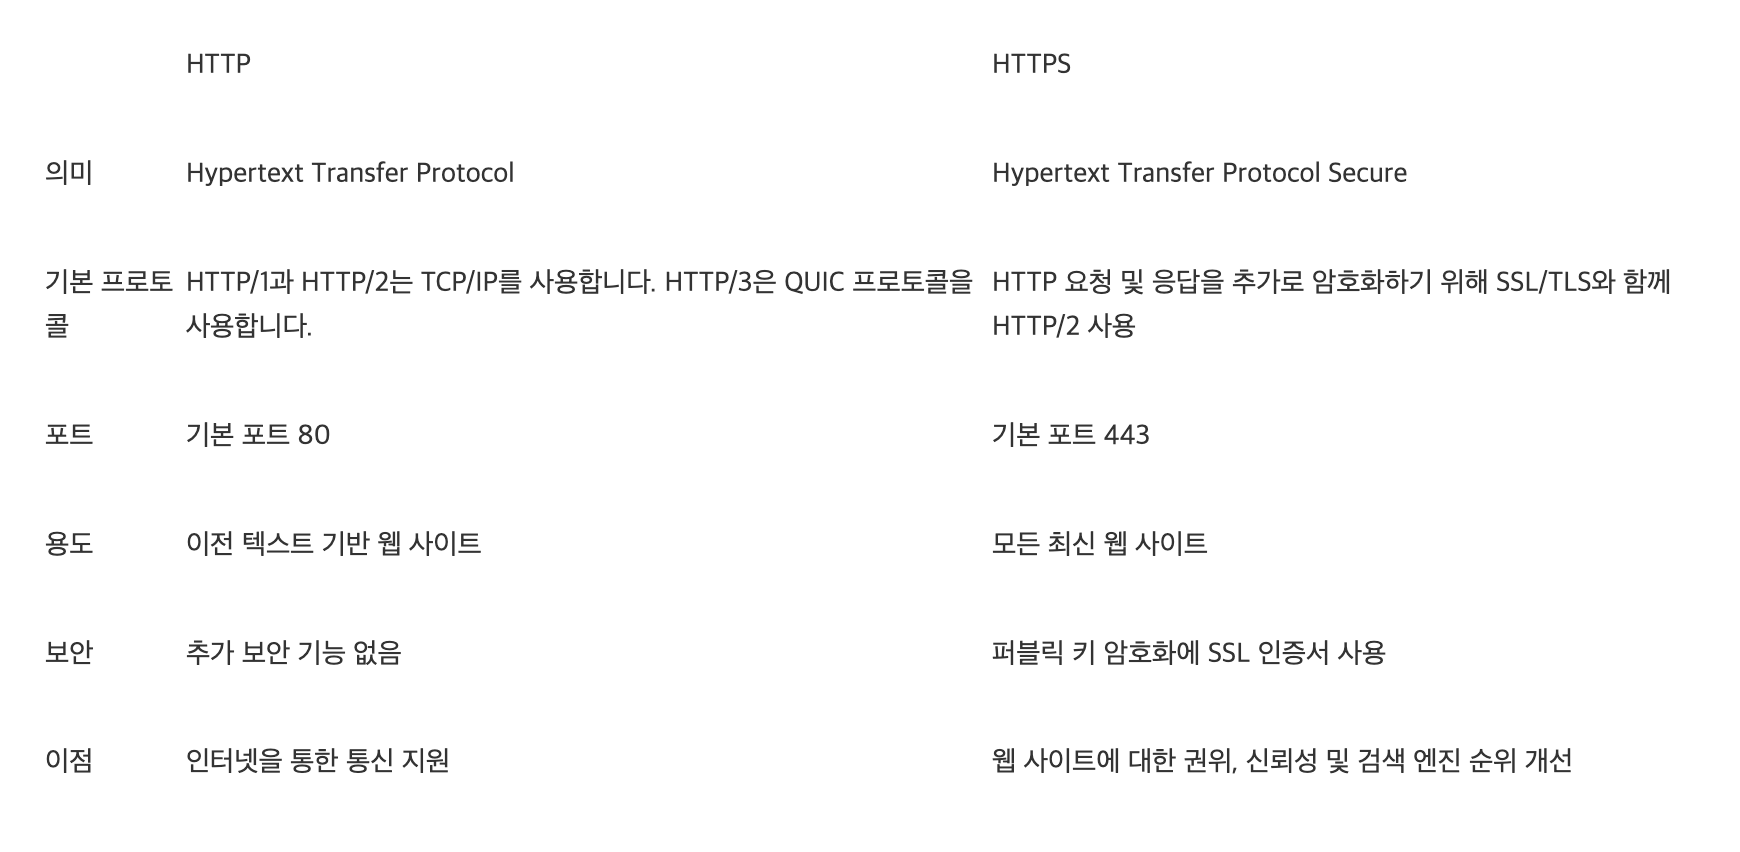 HTTP HTTPS
의미 Hypertext Transfer Protocol Hypertext Transfer Protocol Secure
기본 프로토 HTTP/1과 HTTP/2는 TCP/IP를 사용합니다. HTTP/3은 QUIC 프로토콜을 HTTP 요청 및 응답을 추가로 암호화하기 위해 SSL/TLS와 함께
콜 사용합니다. HTTP/2 사용
포트 기본 포트 80 기본 포트 443
용도 이전 텍스트 기반 웹 사이트 모든 최신 웹 사이트
보안 추가 보안 기능 없음 퍼블릭 키 암호화에 SSL 인증서 사용
이점 인터넷을 통한 통신 지원 웹 사이트에 대한 권위, 신뢰성 및 검색 엔진 순위 개선